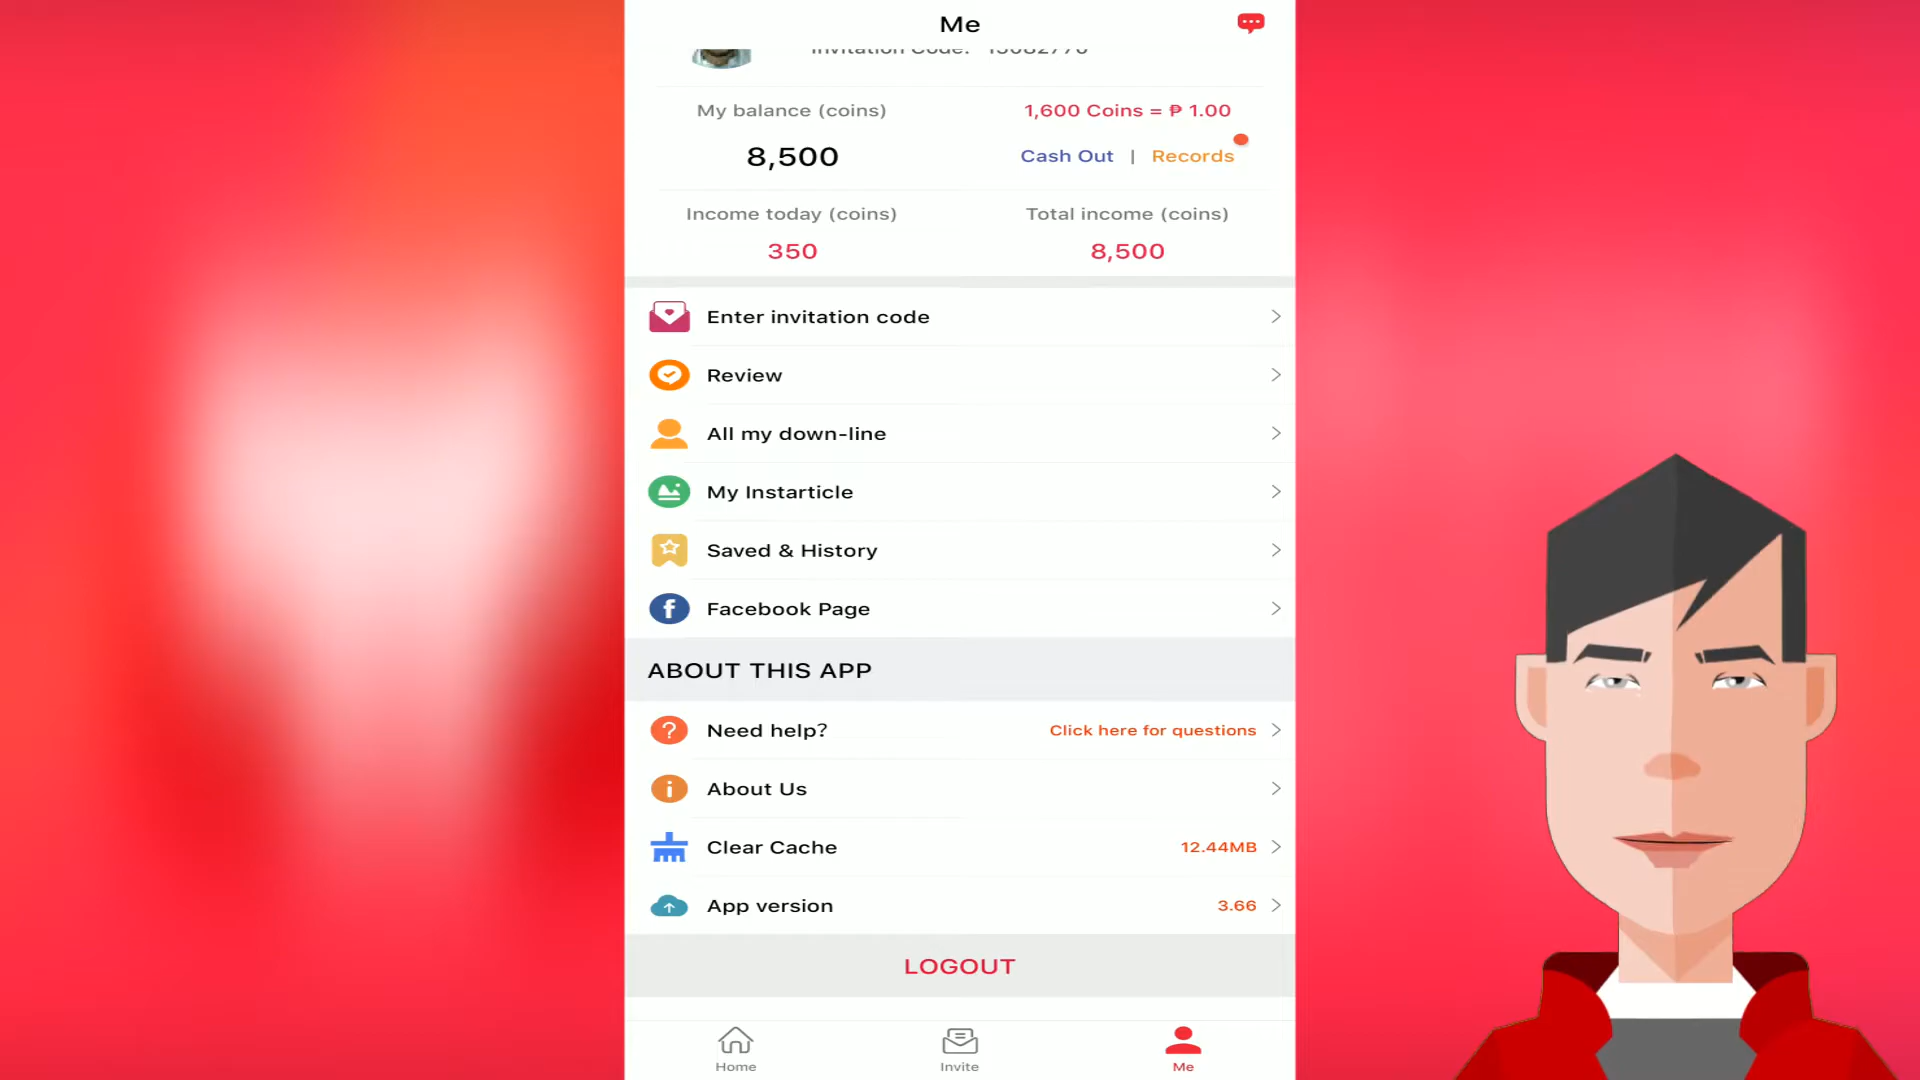 Me
Invitation Code: 15082770
My balance (coins)
1,600 Coins = ₱ 1.00
8,500
Cash Out | Records
Income today (coins)
Total income (coins)
350
8,500
Enter invitation code
Review
All my down-line
My Instarticle
Saved & History
Facebook Page
ABOUT THIS APP
Need help?
Click here for questions
About Us
Clear Cache
12.44MB
App version
3.66
LOGOUT
Home
Invite
Me